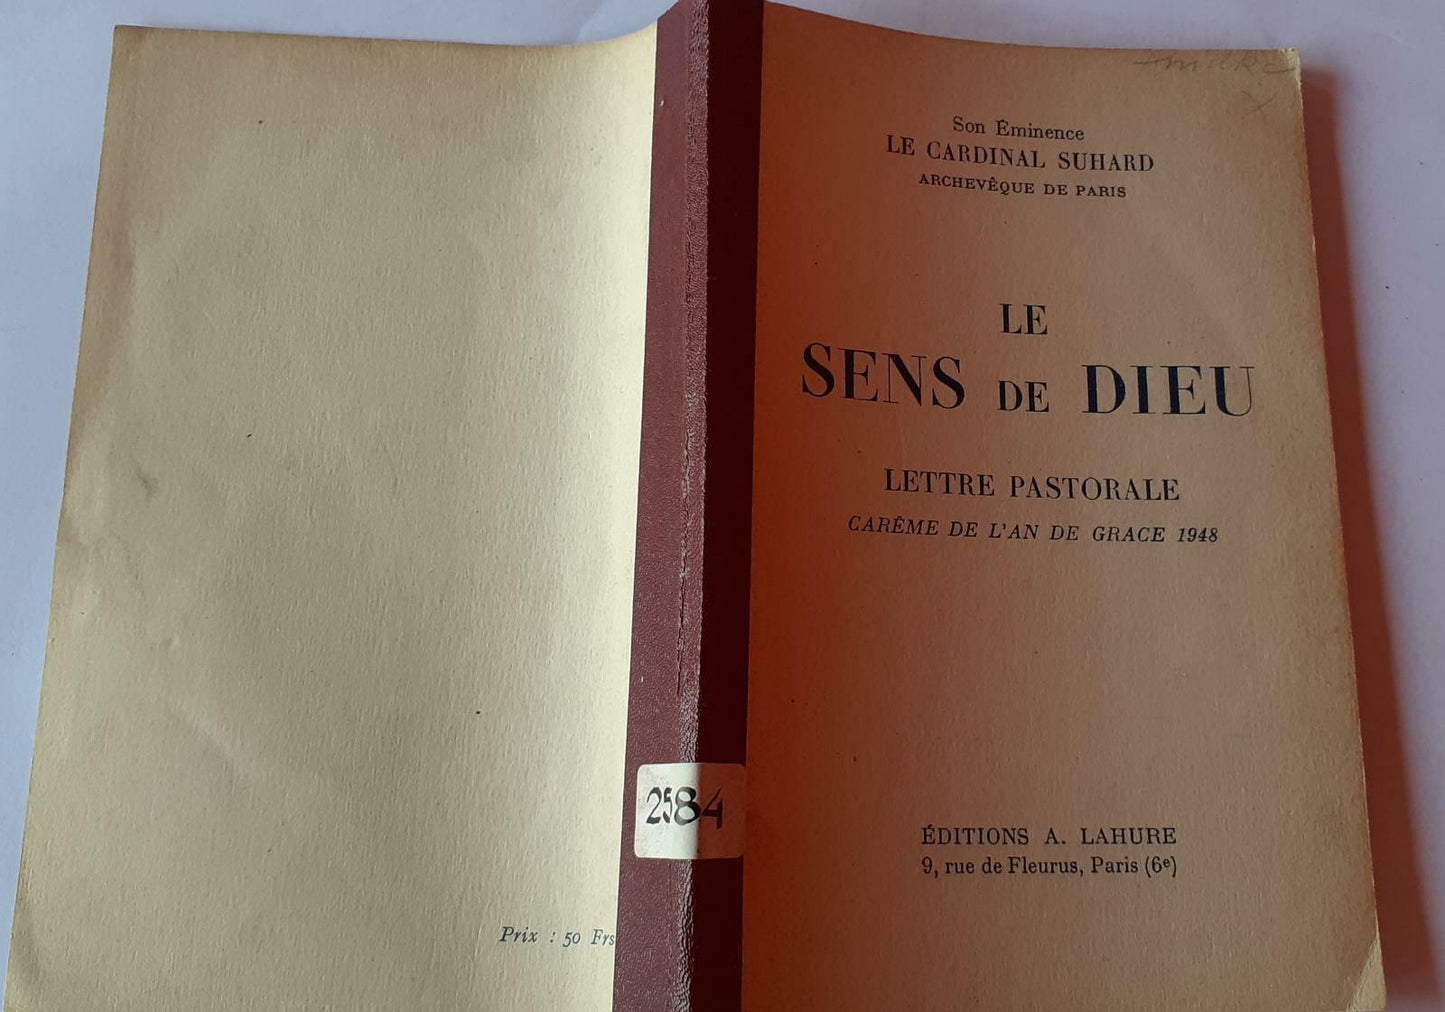 Son Éminence
LE CARDINAL SUHARD
ARCHEVÊQUE DE PARIS
LE
SENS DE DIEU
LETTRE PASTORALE
CARÊME DE L'AN DE GRACE 1948
ÉDITIONS A. LAHURE
9, rue de Fleurus, Paris (6e)
2584
Prix : 50 Frs